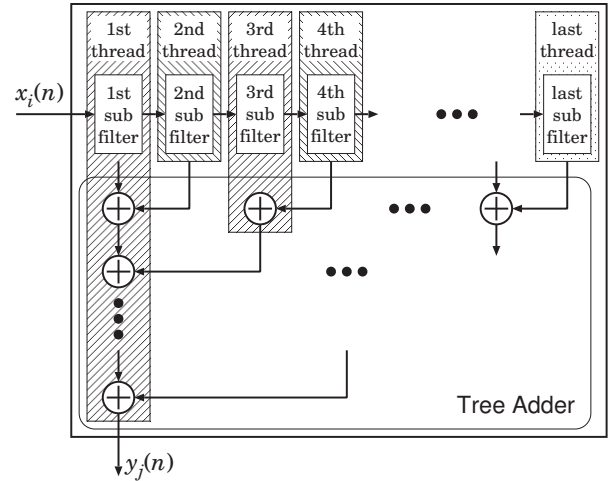 1st thread
2nd thread
3rd thread
4th thread
last thread
x_i(n)
1st sub filter
2nd sub filter
3rd sub filter
4th sub filter
last sub filter
Tree Adder
y_j(n)